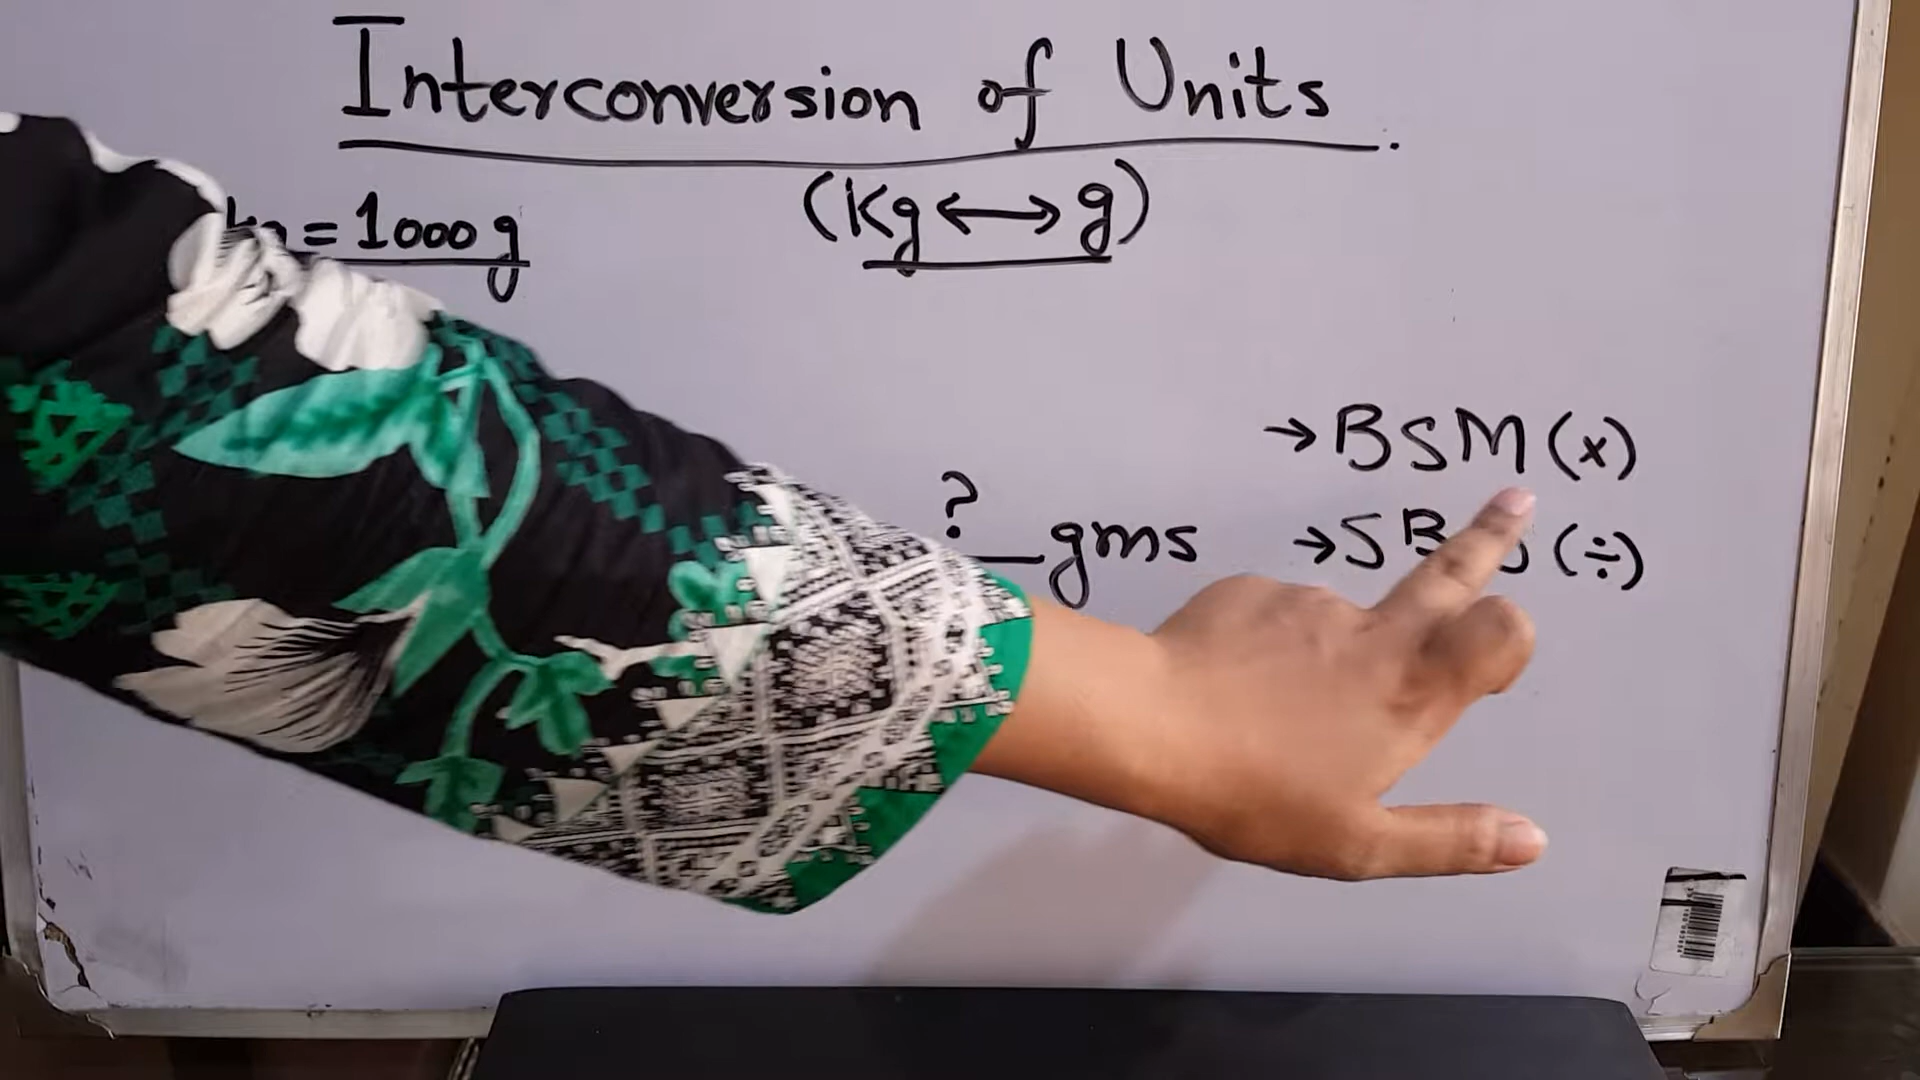 Interconversion of Units.
= 1000 g
(Kg ↔ g)
→ BSM (×)
? gms
→ S B (÷)